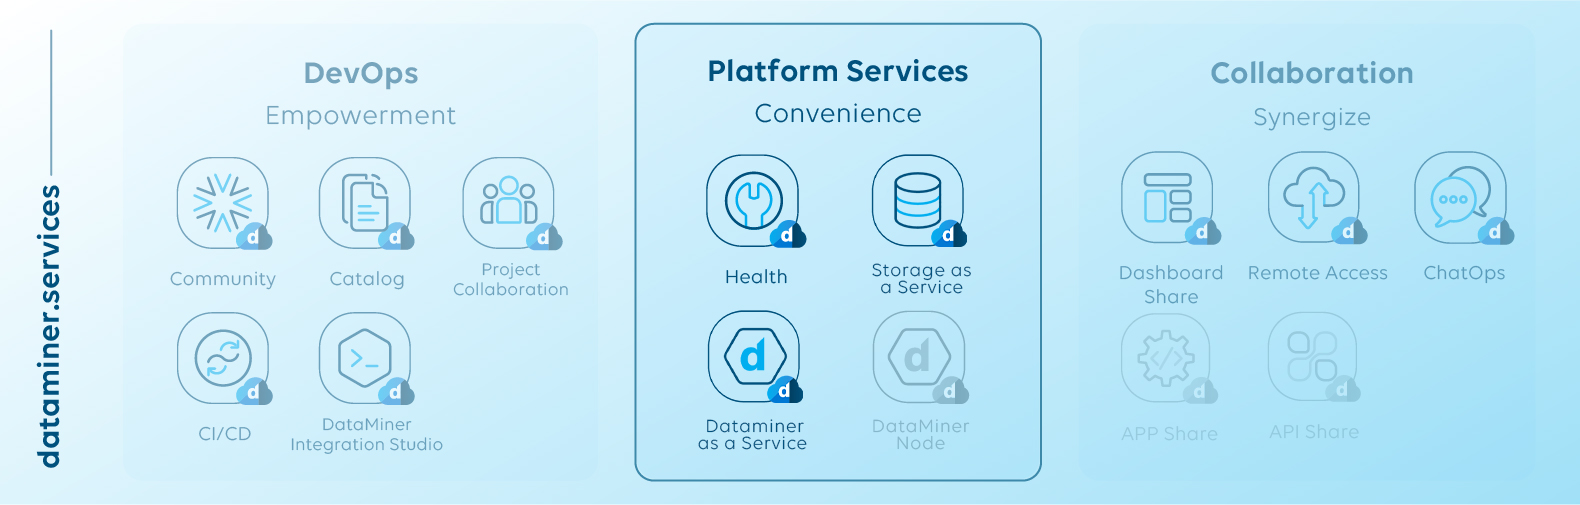 dataminer.services
DevOps
Empowerment
Community
Catalog
Project
Collaboration
CI/CD
DataMiner
Integration Studio
Platform Services
Convenience
Health
Storage as
a Service
Dataminer
as a Service
DataMiner
Node
Collaboration
Synergize
Dashboard
Share
Remote Access
ChatOps
APP Share
API Share